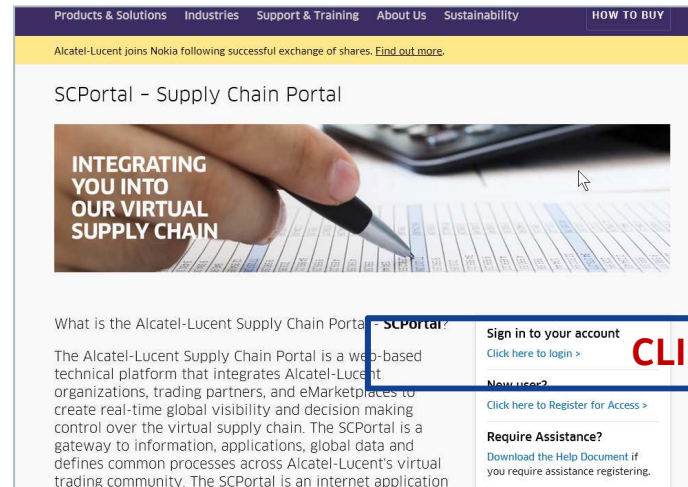 Products & Solutions Industries Support & Training About Us Sustainability HOW TO BUY
Alcatel-Lucent joins Nokia following successful exchange of shares. Find out more.
SCPortal – Supply Chain Portal
INTEGRATING
YOU INTO
OUR VIRTUAL
SUPPLY CHAIN
What is the Alcatel-Lucent Supply Chain Portal - SCPortal?
The Alcatel-Lucent Supply Chain Portal is a web-based
technical platform that integrates Alcatel-Lucent
organizations, trading partners, and eMarketplaces to
create real-time global visibility and decision making
control over the virtual supply chain. The SCPortal is a
gateway to information, applications, global data and
defines common processes across Alcatel-Lucent's virtual
trading community. The SCPortal is an internet application
Sign in to your account
Click here to login >
CLI
New user?
Click here to Register for Access >
Require Assistance?
Download the Help Document if
you require assistance registering.